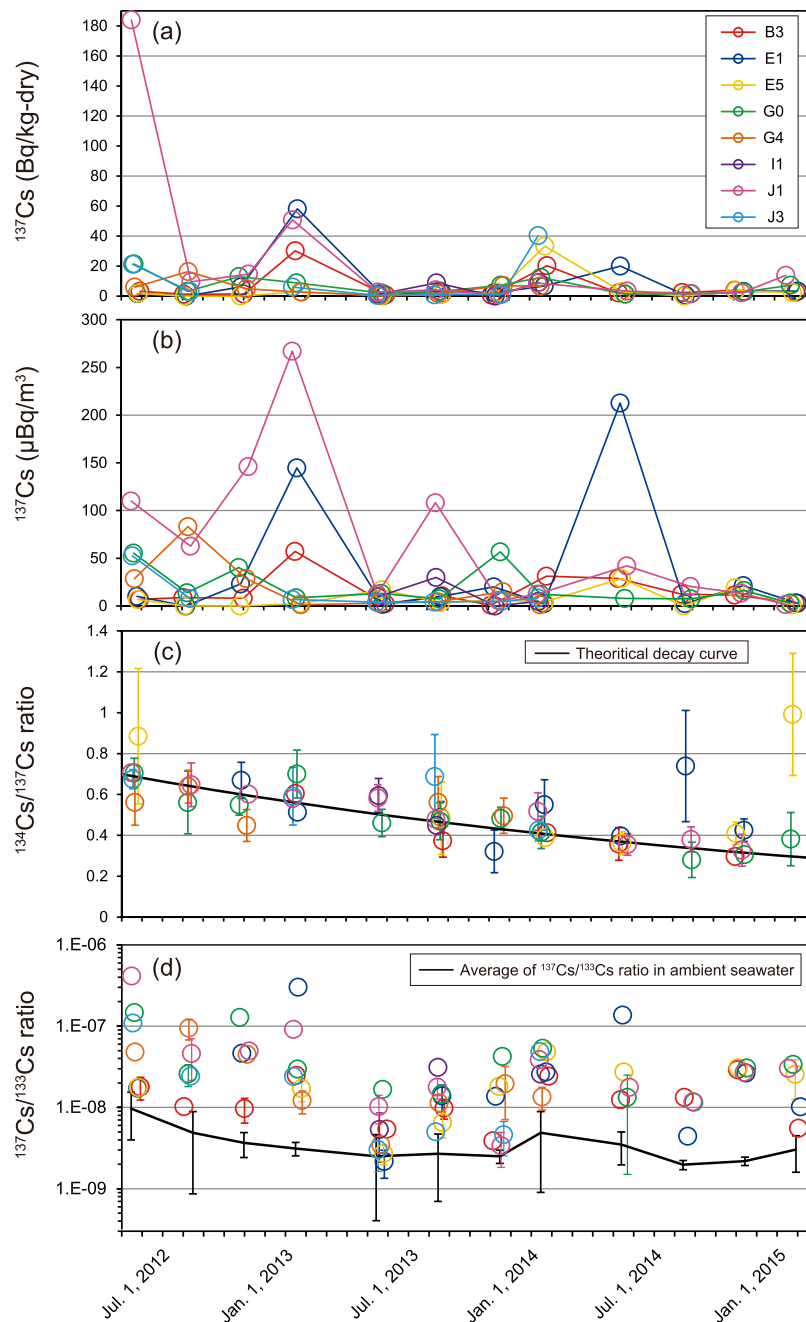 (a)
180
160
140
120
100
80
60
40
20
0
¹³⁷Cs (Bq/kg-dry)
B3
E1
E5
G0
G4
I1
J1
J3
(b)
300
250
200
150
100
50
0
¹³⁷Cs (μBq/m³)
(c)
1.4
1.2
1
0.8
0.6
0.4
0.2
0
¹³⁴Cs/¹³⁷Cs ratio
Theoritical decay curve
(d)
1.E-06
1.E-07
1.E-08
1.E-09
¹³⁷Cs/¹³³Cs ratio
Average of ¹³⁷Cs/¹³³Cs ratio in ambient seawater
Jul. 1, 2012
Jan. 1, 2013
Jul. 1, 2013
Jan. 1, 2014
Jul. 1, 2014
Jan. 1, 2015